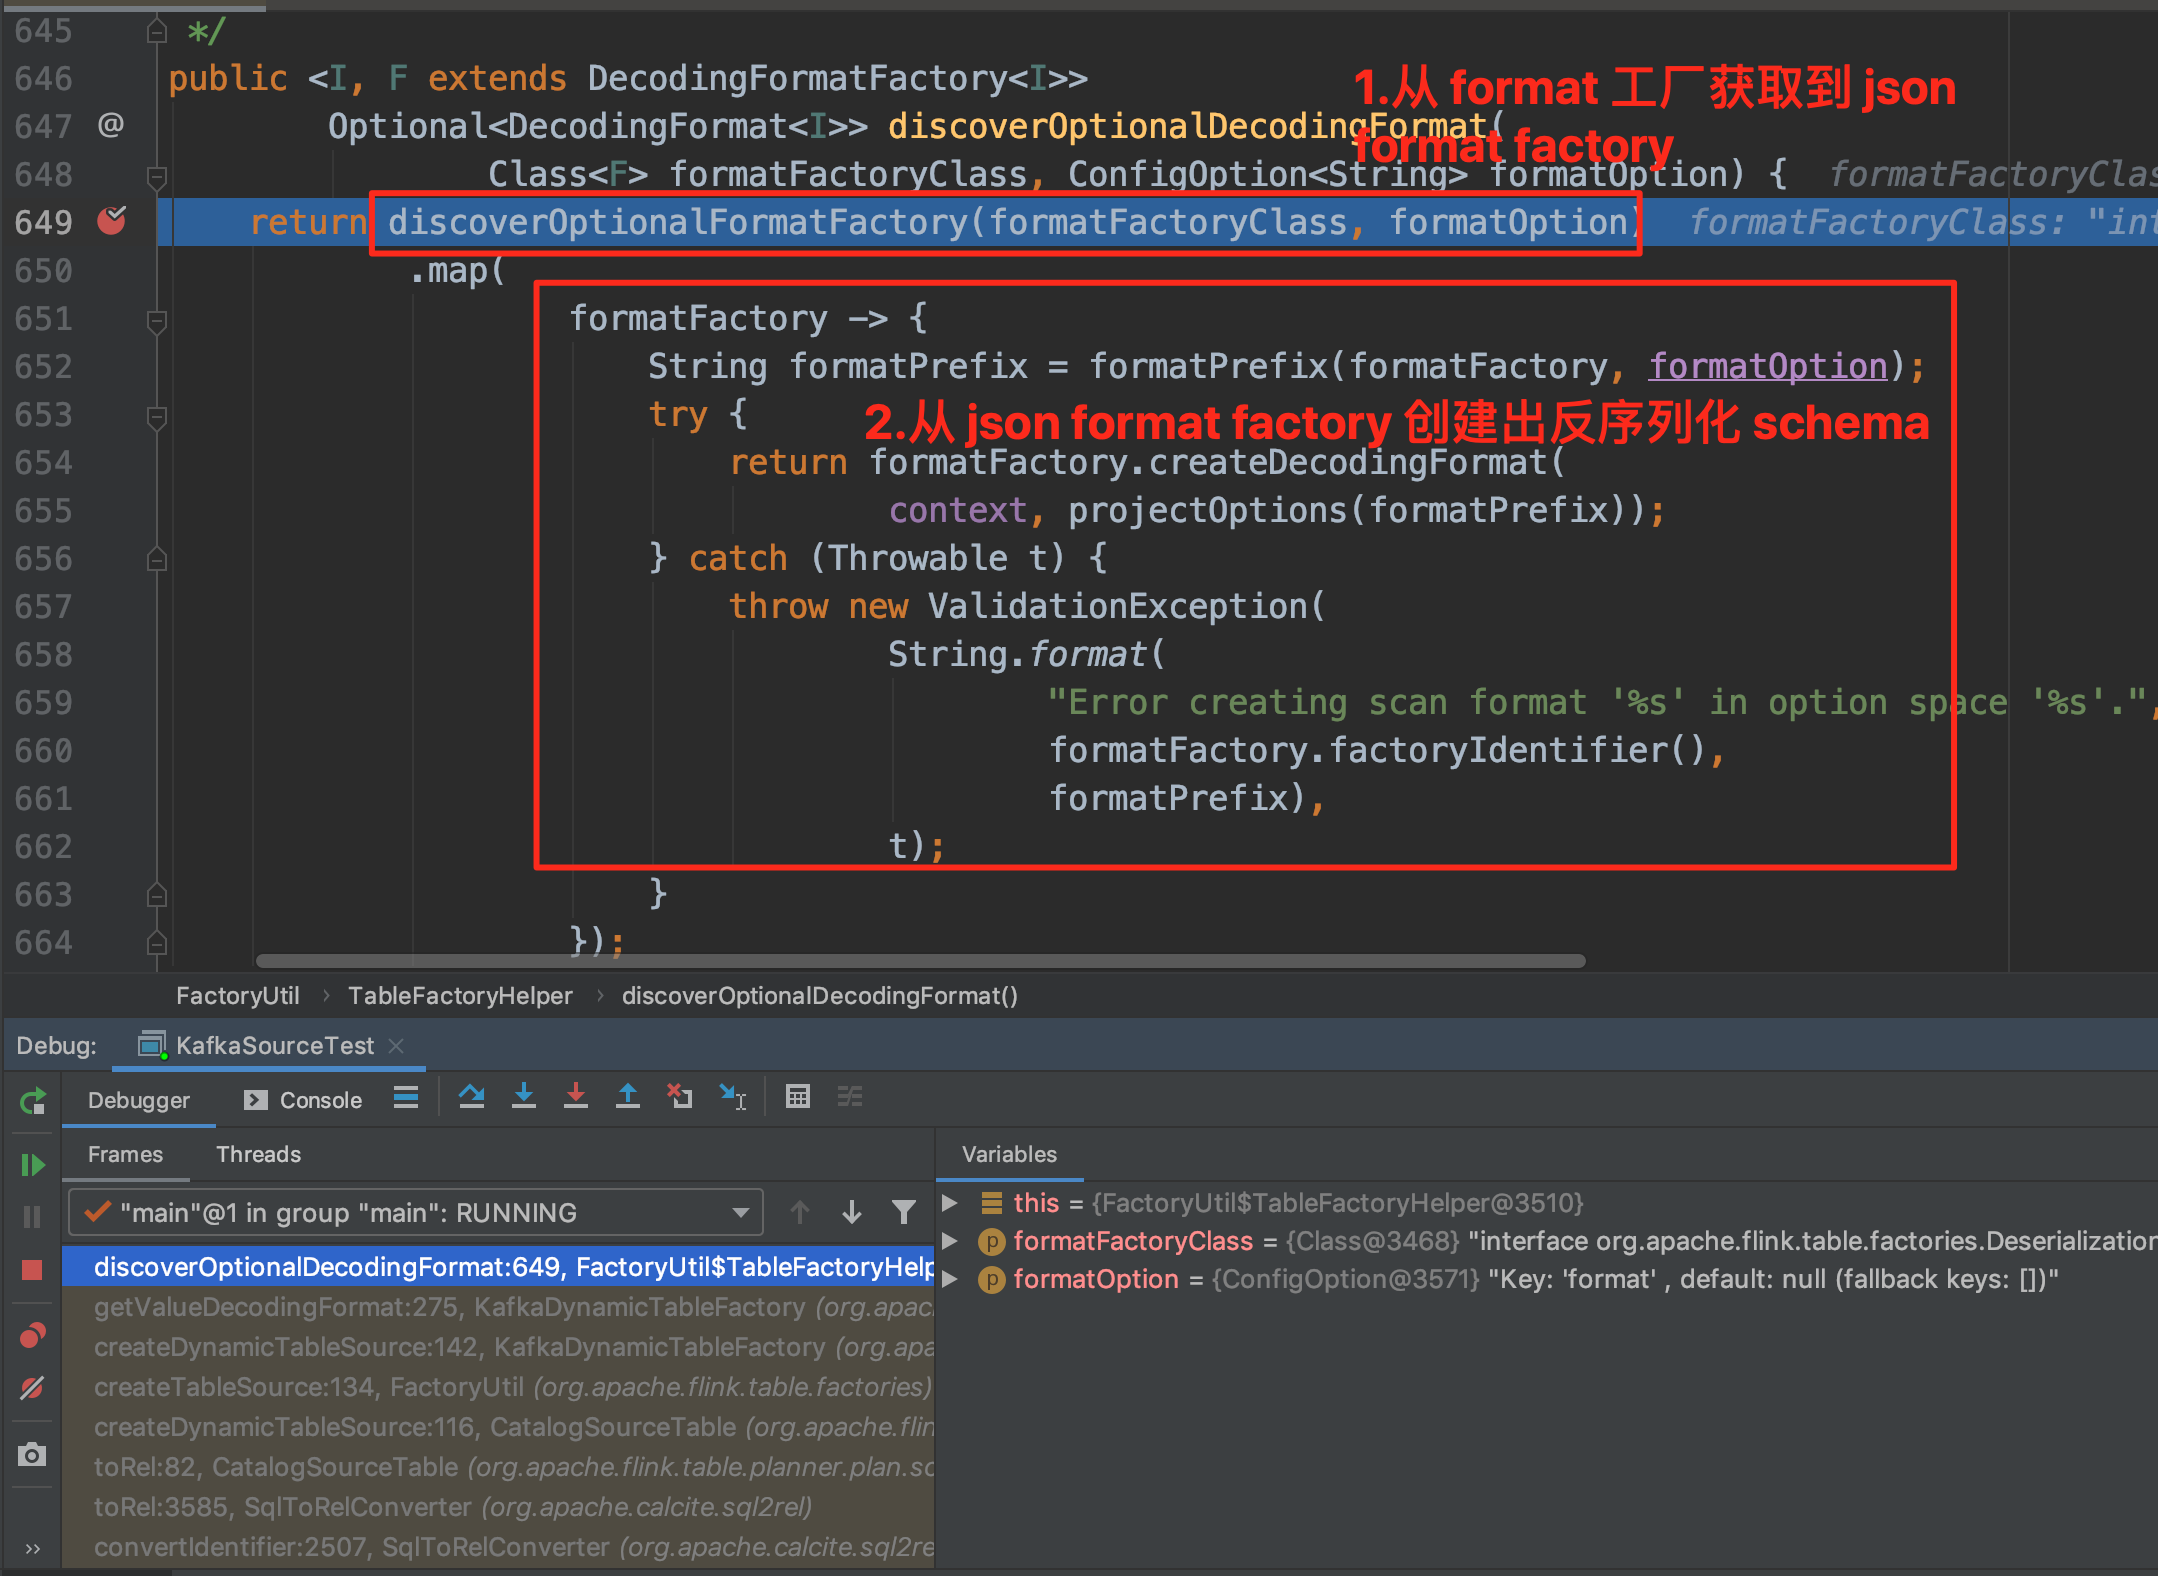 645 */
646 public <I, F extends DecodingFormatFactory<I>>
1.从 format 工厂获取到 json
format factory
647 @ Optional<DecodingFormat<I>> discoverOptionalDecodingFormat(
648 Class<F> formatFactoryClass, ConfigOption<String> formatOption) { formatFactoryClas
649 return discoverOptionalFormatFactory(formatFactoryClass, formatOption) formatFactoryClass: "int
650 .map(
651 formatFactory -> {
652 String formatPrefix = formatPrefix(formatFactory, formatOption);
653 try {
2.从 json format factory 创建出反序列化 schema
654 return formatFactory.createDecodingFormat(
655 context, projectOptions(formatPrefix));
656 } catch (Throwable t) {
657 throw new ValidationException(
658 String.format(
659 "Error creating scan format '%s' in option space '%s'.",
660 formatFactory.factoryIdentifier(),
661 formatPrefix),
662 t);
663 }
664 });
FactoryUtil › TableFactoryHelper › discoverOptionalDecodingFormat()
Debug: KafkaSourceTest
Debugger Console
Frames Threads
Variables
"main"@1 in group "main": RUNNING
discoverOptionalDecodingFormat:649, FactoryUtil$TableFactoryHelp
getValueDecodingFormat:275, KafkaDynamicTableFactory (org.apac
createDynamicTableSource:142, KafkaDynamicTableFactory (org.apa
createTableSource:134, FactoryUtil (org.apache.flink.table.factories)
createDynamicTableSource:116, CatalogSourceTable (org.apache.flin
toRel:82, CatalogSourceTable (org.apache.flink.table.planner.plan.sc
toRel:3585, SqlToRelConverter (org.apache.calcite.sql2rel)
convertIdentifier:2507, SqlToRelConverter (org.apache.calcite.sql2re
this = {FactoryUtil$TableFactoryHelper@3510}
formatFactoryClass = {Class@3468} "interface org.apache.flink.table.factories.Deserialization
formatOption = {ConfigOption@3571} "Key: 'format' , default: null (fallback keys: [])"